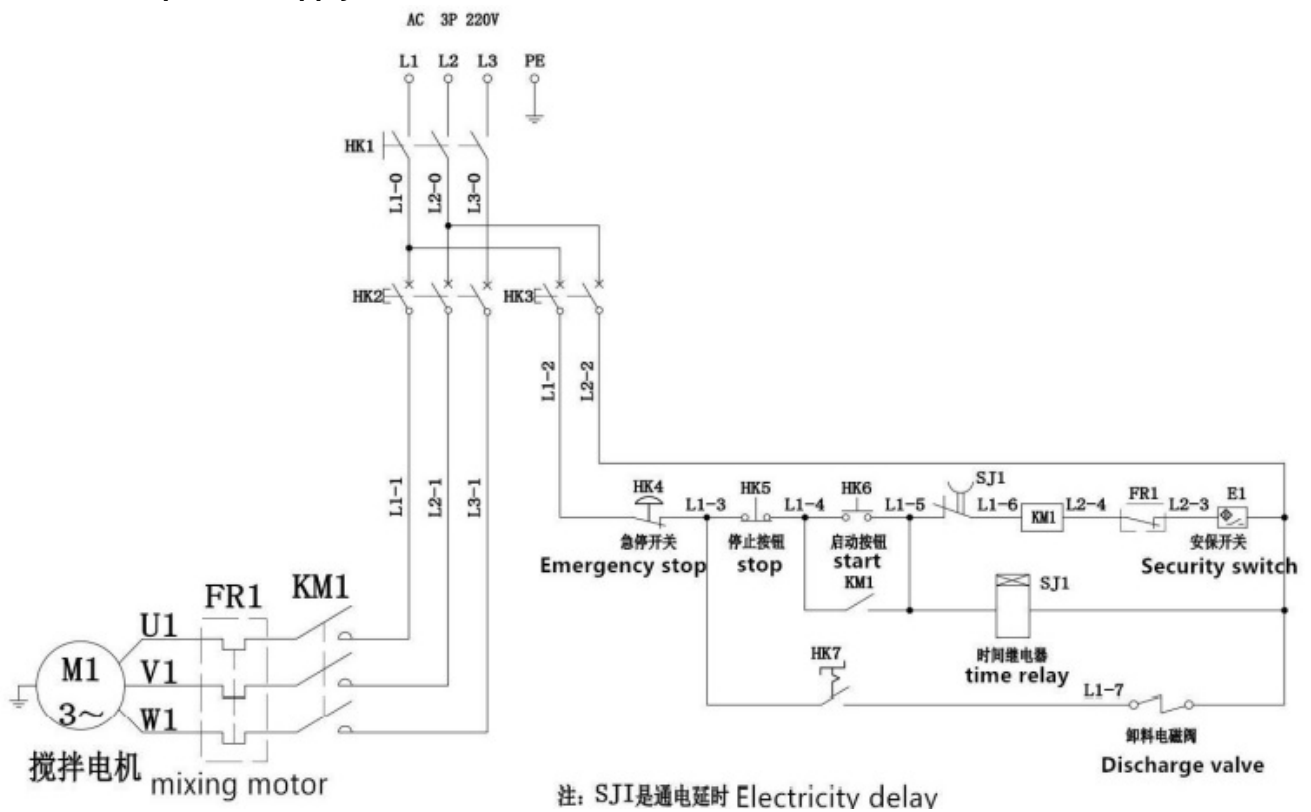 AC 3P 220V
L1 L2 L3 PE
HK1
L1-0 L2-0 L3-0
HK2 HK3
L1-2 L2-2
L1-1 L2-1 L3-1
HK4 L1-3 HK5 L1-4 HK6 L1-5 SJ1 L1-6 KM1 L2-4 FR1 L2-3 E1
急停开关 停止按钮 启动按钮 安保开关
Emergency stop stop start Security switch
KM1 SJ1
时间继电器
time relay
HK7
L1-7
卸料电磁阀
Discharge valve
FR1 KM1
U1
M1 V1
3~ W1
搅拌电机 mixing motor
注: SJI是通电延时 Electricity delay